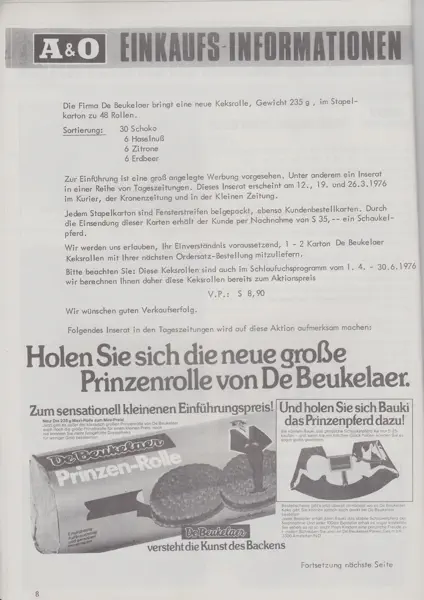 A&O EINKAUFS-INFORMATIONEN
Die Firma De Beukelaer bringt eine neue Keksrolle, Gewicht 235 g , im Stapel-
karton zu 48 Rollen.
Sortierung: 30 Schoko
6 Haselnuß
6 Zitrone
6 Erdbeer
Zur Einführung ist eine groß angelegte Werbung vorgesehen. Unter anderem ein Inserat
in einer Reihe von Tageszeitungen. Dieses Inserat erscheint am 12., 19. und 26.3.1976
im Kurier, der Kronenzeitung und in der Kleinen Zeitung.
Jedem Stapelkarton sind Fensterstreifen beigepackt, ebenso Kundenbestellkarten. Durch
die Einsendung dieser Karten erhält der Kunde per Nachnahme von S 35,-- ein Schaukel-
pferd.
Wir werden uns erlauben, Ihr Einverständnis voraussetzend, 1 - 2 Karton De Beukelaer
Keksrollen mit Ihrer nächsten Ordersatz-Bestellung mitzuliefern.
Bitte beachten Sie: Diese Keksrollen sind auch im Schlaufuchsprogramm vom 1. 4. - 30.6.1976
wir berechnen Ihnen daher diese Keksrollen bereits zum Aktionspreis
V.P.: S 8,90
Wir wünschen guten Verkaufserfolg.
Folgendes Inserat in den Tageszeitungen wird auf diese Aktion aufmerksam machen:
Holen Sie sich die neue große
Prinzenrolle von De Beukelaer.
Zum sensationell kleinenen Einführungspreis!
Und holen Sie sich Bauki
das Prinzenpferd dazu!
De Beukelaer
Prinzen-Rolle
De Beukelaer
versteht die Kunst des Backens
Fortsetzung nächste Seite
8